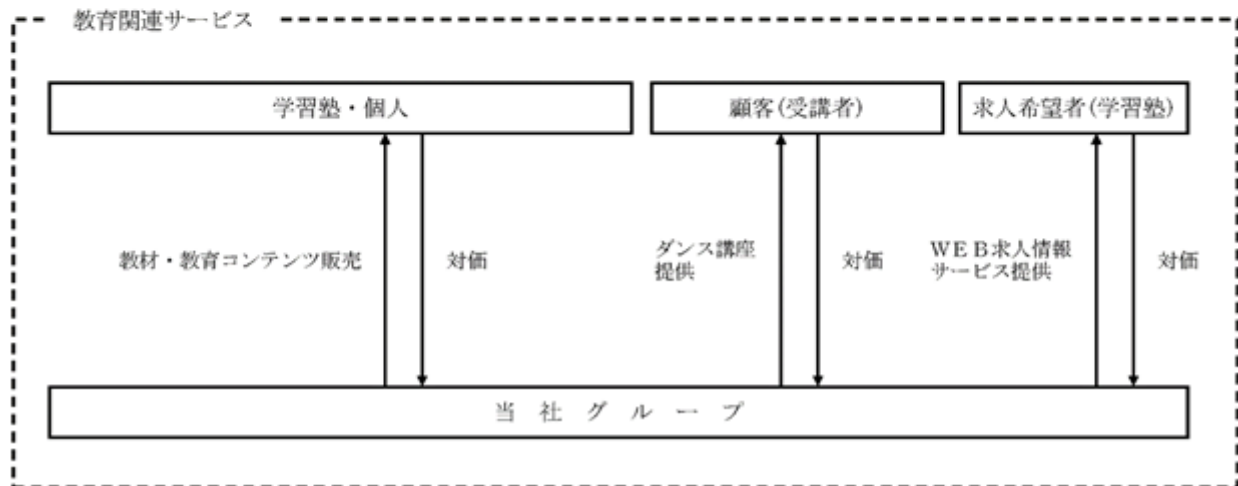 教育関連サービス
学習塾・個人
顧客(受講者)
求人希望者(学習塾)
教材・教育コンテンツ販売
対価
ダンス講座
提供
対価
WEB求人情報
サービス提供
対価
当社グループ